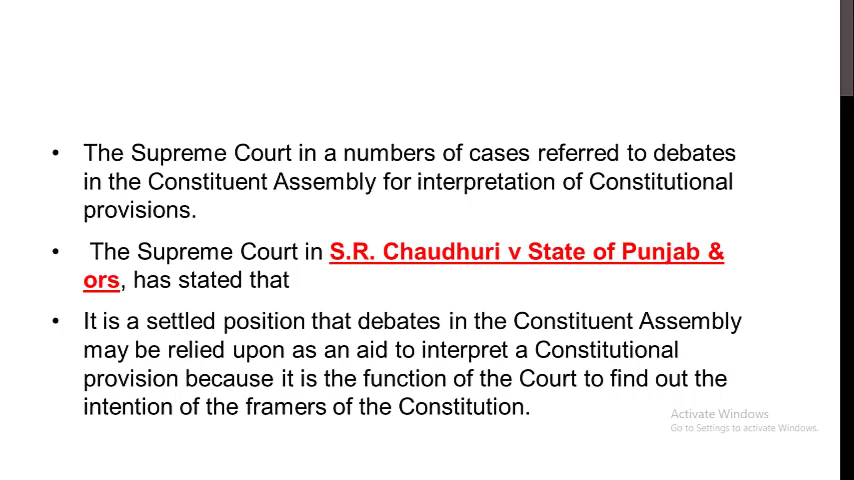 • The Supreme Court in a numbers of cases referred to debates
in the Constituent Assembly for interpretation of Constitutional
provisions.
• The Supreme Court in S.R. Chaudhuri v State of Punjab &
ors, has stated that
• It is a settled position that debates in the Constituent Assembly
may be relied upon as an aid to interpret a Constitutional
provision because it is the function of the Court to find out the
intention of the framers of the Constitution.
Activate Windows
Go to Settings to activate Windows.